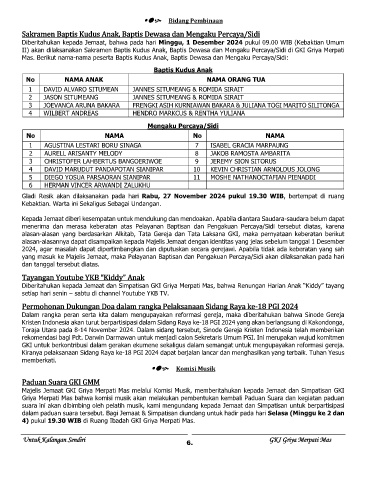 Bidang Pembinaan
Sakramen Baptis Kudus Anak, Baptis Dewasa dan Mengaku Percaya/Sidi
Diberitahukan kepada Jemaat, bahwa pada hari Minggu, 1 Desember 2024 pukul 09.00 WIB (Kebaktian Umum
II) akan dilaksanakan Sakramen Baptis Kudus Anak, Baptis Dewasa dan Mengaku Percaya/Sidi di GKI Griya Merpati
Mas. Berikut nama-nama peserta Baptis Kudus Anak, Baptis Dewasa dan Mengaku Percaya/Sidi:
Baptis Kudus Anak
No NAMA ANAK NAMA ORANG TUA
1 DAVID ALVARO SITUMEAN JANNES SITUMEANG & ROMIDA SIRAIT
2 JASON SITUMEANG JANNES SITUMEANG & ROMIDA SIRAIT
3 JOEVANCA ARUNA BAKARA FRENGKI ASIH KURNIAWAN BAKARA & JULIANA TOGI MARITO SILITONGA
4 WILBERT ANDREAS HENDRO MARKCUS & RENTHA YULIANA
Mengaku Percaya/Sidi
No NAMA No NAMA
1 AGUSTINA LESTARI BORU SINAGA 7 ISABEL GRACIA MARPAUNG
2 AURELL ARISANTY MELODY 8 JAKOB RAMOSTA AMBARITA
3 CHRISTOFER LAHBERTUS BANGOERIWOE 9 JEREMY SION SITORUS
4 DAVID MARUDUT PANDAPOTAN SIANIPAR 10 KEVIN CHRISTIAN ARNOLDUS JOLONG
5 DIEGO YOSUA PARSAORAN SIANIPAR 11 MOSHE NATHANOCTAFIAN PIENADDI
6 HERMAN VINCER ARWANDI ZALUKHU
Gladi Resik akan dilaksanakan pada hari Rabu, 27 November 2024 pukul 19.30 WIB, bertempat di ruang
Kebaktian. Warta ini Sekaligus Sebagai Undangan.
Kepada Jemaat diberi kesempatan untuk mendukung dan mendoakan. Apabila diantara Saudara-saudara belum dapat
menerima dan merasa keberatan atas Pelayanan Baptisan dan Pengakuan Percaya/Sidi tersebut diatas, karena
alasan-alasan yang berdasarkan Alkitab, Tata Gereja dan Tata Laksana GKI, maka pernyataan keberatan berikut
alasan-alasannya dapat disampaikan kepada Majelis Jemaat dengan identitas yang jelas sebelum tanggal 1 Desember
2024, agar masalah dapat dipertimbangkan dan diputuskan secara gerejawi. Apabila tidak ada keberatan yang sah
yang masuk ke Majelis Jemaat, maka Pelayanan Baptisan dan Pengakuan Percaya/Sidi akan dilaksanakan pada hari
dan tanggal tersebut diatas.
Tayangan Youtube YKB "Kiddy" Anak
Diberitahukan kepada Jemaat dan Simpatisan GKI Griya Merpati Mas, bahwa Renungan Harian Anak "Kiddy" tayang
setiap hari senin – sabtu di channel Youtube YKB TV.
Permohonan Dukungan Doa dalam rangka Pelaksanaan Sidang Raya ke-18 PGI 2024
Dalam rangka peran serta kita dalam mengupayakan reformasi gereja, maka diberitahukan bahwa Sinode Gereja
Kristen Indonesia akan turut berpartisipasi dalam Sidang Raya ke-18 PGI 2024 yang akan berlangsung di Rakondonga,
Toraja Utara pada 8-14 November 2024. Dalam sidang tersebut, Sinode Gereja Kristen Indonesia telah memberikan
rekomendasi bagi Pdt. Darwin Darmawan untuk menjadi calon Sekretaris Umum PGI. Ini merupakan wujud komitmen
GKI untuk berkontribusi dalam gerakan ekumene sekaligus dalam semangat untuk mengupayakan reformasi gereja.
Kiranya pelaksanaan Sidang Raya ke-18 PGI 2024 dapat berjalan lancar dan menghasilkan yang terbaik. Tuhan Yesus
memberkati.
Komisi Musik
Paduan Suara GKI GMM
Majelis Jemaat GKI Griya Merpati Mas melalui Komisi Musik, memberitahukan kepada Jemaat dan Simpatisan GKI
Griya Merpati Mas bahwa komisi musik akan melakukan pembentukan kembali Paduan Suara dan kegiatan paduan
suara ini akan dibimbing oleh pelatih musik, kami mengundang kepada Jemaat dan Simpatisan untuk berpartisipasi
dalam paduan suara tersebut. Bagi Jemaat & Simpatisan diundang untuk hadir pada hari Selasa (Minggu ke 2 dan
4) pukul 19.30 WIB di Ruang Ibadah GKI Griya Merpati Mas.
Untuk Kalangan Sendiri 6. GKI Griya Merpati Mas